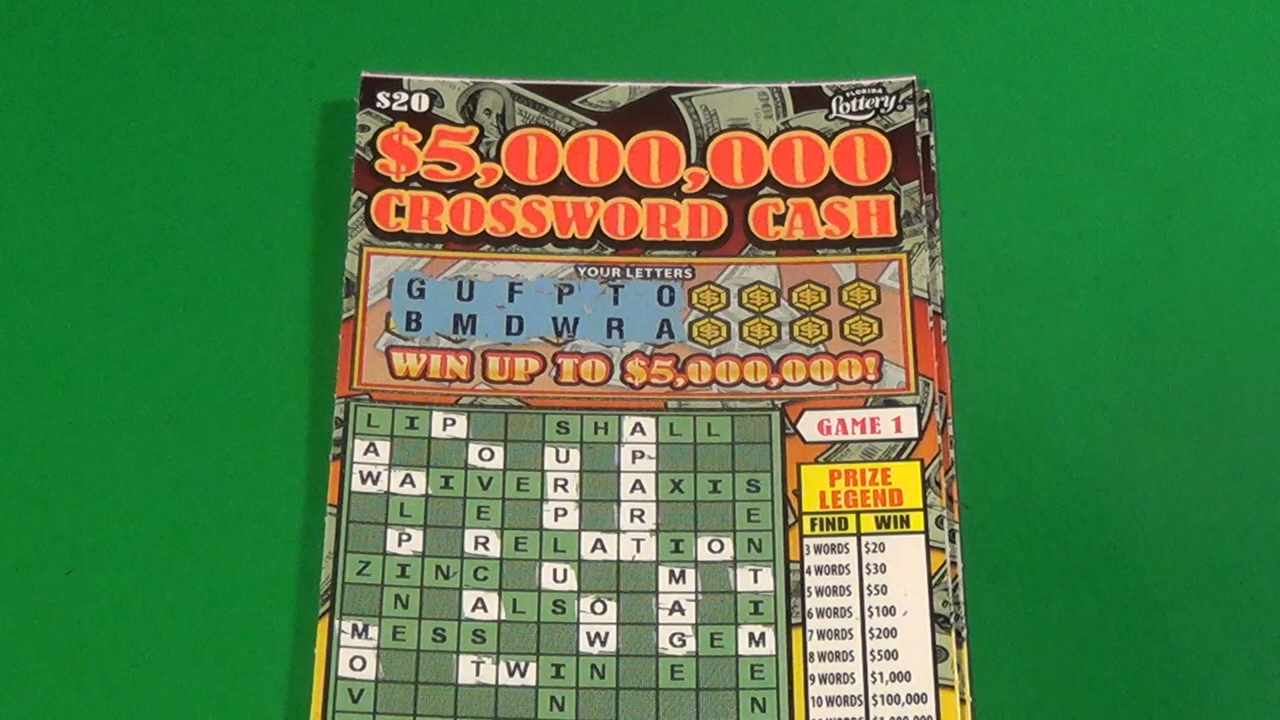 $20
FLORIDA
Lottery
$5,000,000
CROSSWORD CASH
YOUR LETTERS
G U F P T O
B M D W R A
WIN UP TO $5,000,000!
GAME 1
L I P S H A L L
A O U P
W A I V E R A X I S
L E P R E
P R E L A T I O N
Z I N C U M T
N A L S O A I
M E S S S W G E M
O T W I N E E
V N N
PRIZE
LEGEND
FIND WIN
3 WORDS $20
4 WORDS $30
5 WORDS $50
6 WORDS $100
7 WORDS $200
8 WORDS $500
9 WORDS $1,000
10 WORDS $100,000